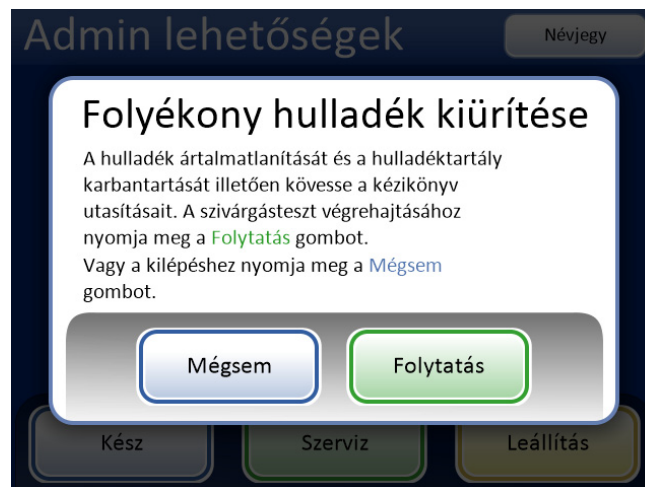 Admin lehetőségek
Névjegy
Folyékony hulladék kiürítése
A hulladék ártalmatlanítását és a hulladéktartály
karbantartását illetően kövesse a kézikönyv
utasításait. A szivárgásteszt végrehajtásához
nyomja meg a Folytatás gombot.
Vagy a kilépéshez nyomja meg a Mégsem
gombot.
Mégsem
Folytatás
Kész
Szerviz
Leállítás